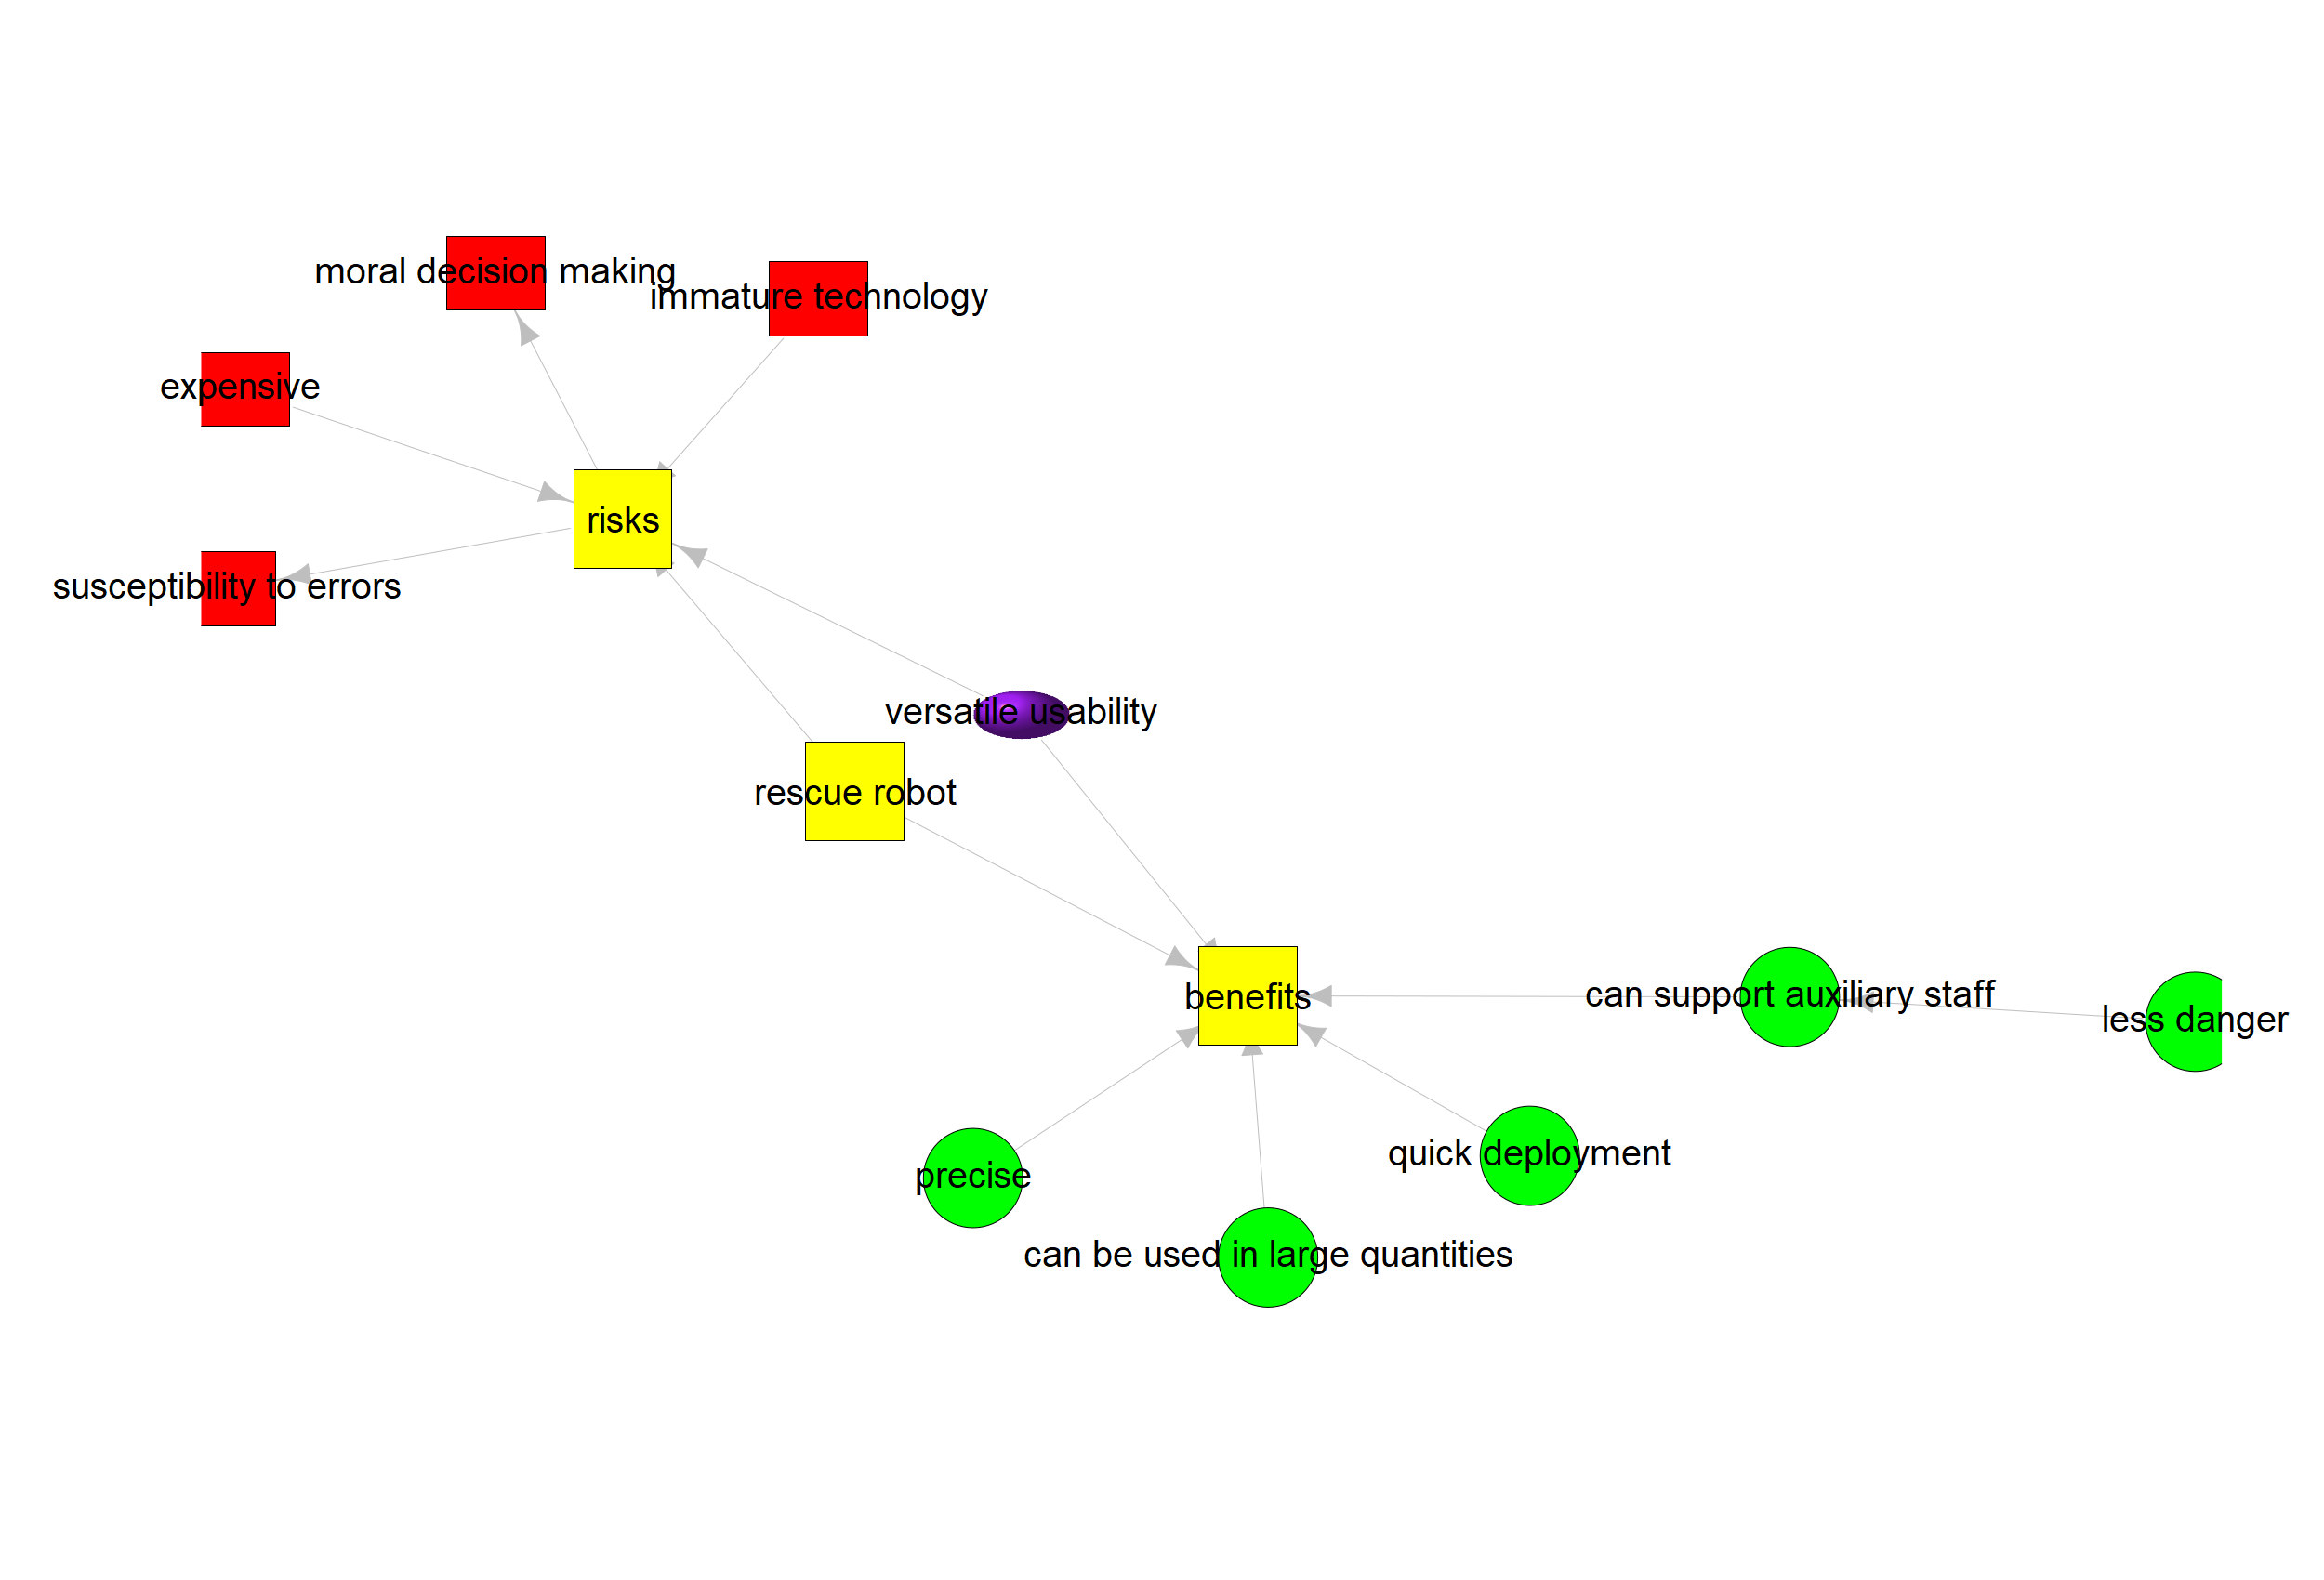 moral decision making
immature technology
expensive
risks
susceptibility to errors
versatile usability
rescue robot
benefits
can support auxiliary staff
less danger
quick deployment
precise
can be used in large quantities